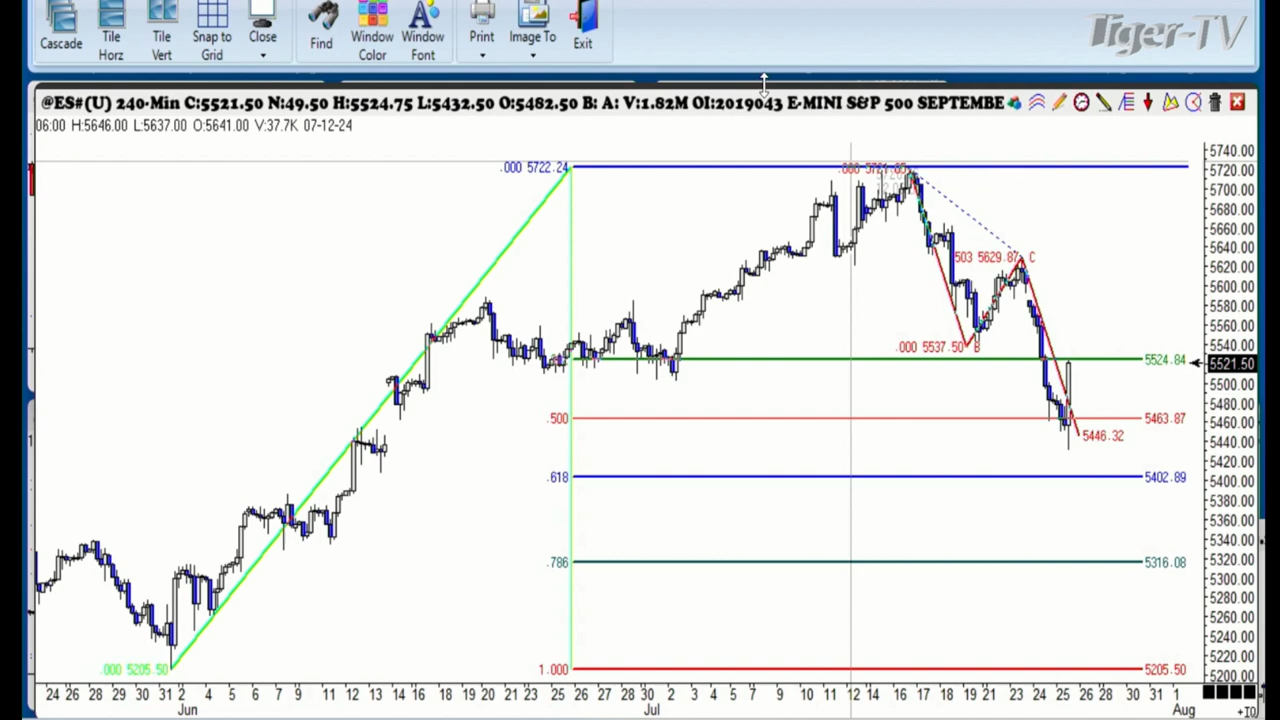 Cascade
Tile Horz
Tile Vert
Snap to Grid
Close
Find
Window Color
Window Font
Print
Image To
Exit
Tiger-TV
@ES#(U) 240-Min C:5521.50 N:49.50 H:5524.75 L:5432.50 O:5482.50 B: A: V:1.82M OI:2019043 E-MINI S&P 500 SEPTEMBE
06:00 H:5646.00 L:5637.00 O:5641.00 V:37.7K 07-12-24
.000 5722.24
503 5629.87 C
.000 5537.50 B
5446.32
5524.84
.500
5463.87
.618
5402.89
.786
5316.08
.000 5205.50
1.000
5205.50
5740.00
5720.00
5700.00
5680.00
5660.00
5640.00
5620.00
5600.00
5580.00
5560.00
5540.00
5521.50
5500.00
5480.00
5460.00
5440.00
5420.00
5400.00
5380.00
5360.00
5340.00
5320.00
5300.00
5280.00
5260.00
5240.00
5220.00
5200.00
24 26 28 29 30 31 2 4 5 6 7 9 11 12 13 14 16 18 19 20 21 23 25 26 27 28 30 2 3 4 5 7 9 10 11 12 14 16 17 18 19 21 23 24 25 26 28 30 31 1
Jun Jul Aug